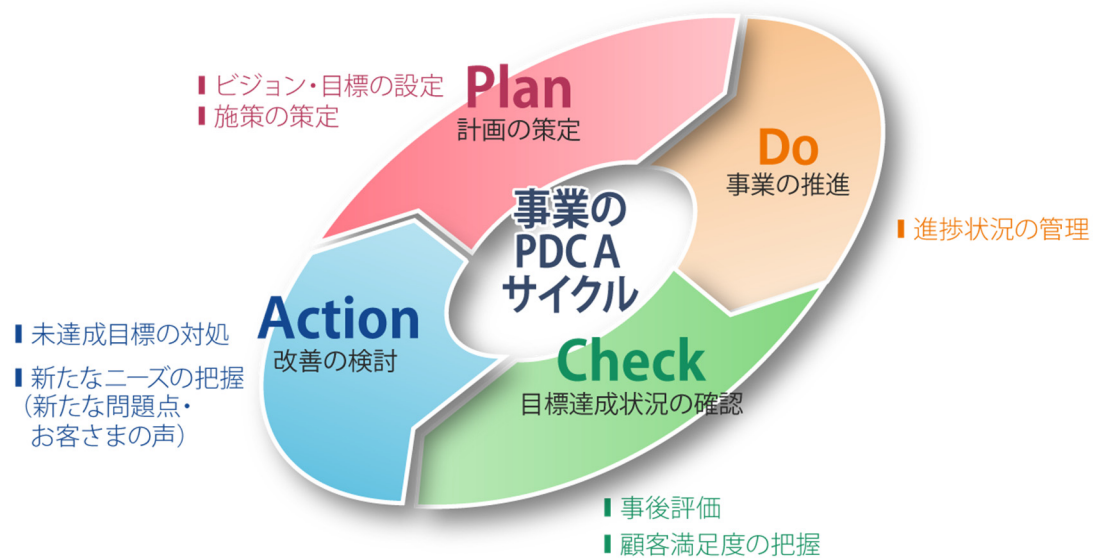 Plan
計画の策定
▮ビジョン・目標の設定
▮施策の策定
Do
事業の推進
▮進捗状況の管理
事業の
PDCA
サイクル
Check
目標達成状況の確認
▮事後評価
▮顧客満足度の把握
Action
改善の検討
▮未達成目標の対処
▮新たなニーズの把握
(新たな問題点・
お客さまの声)